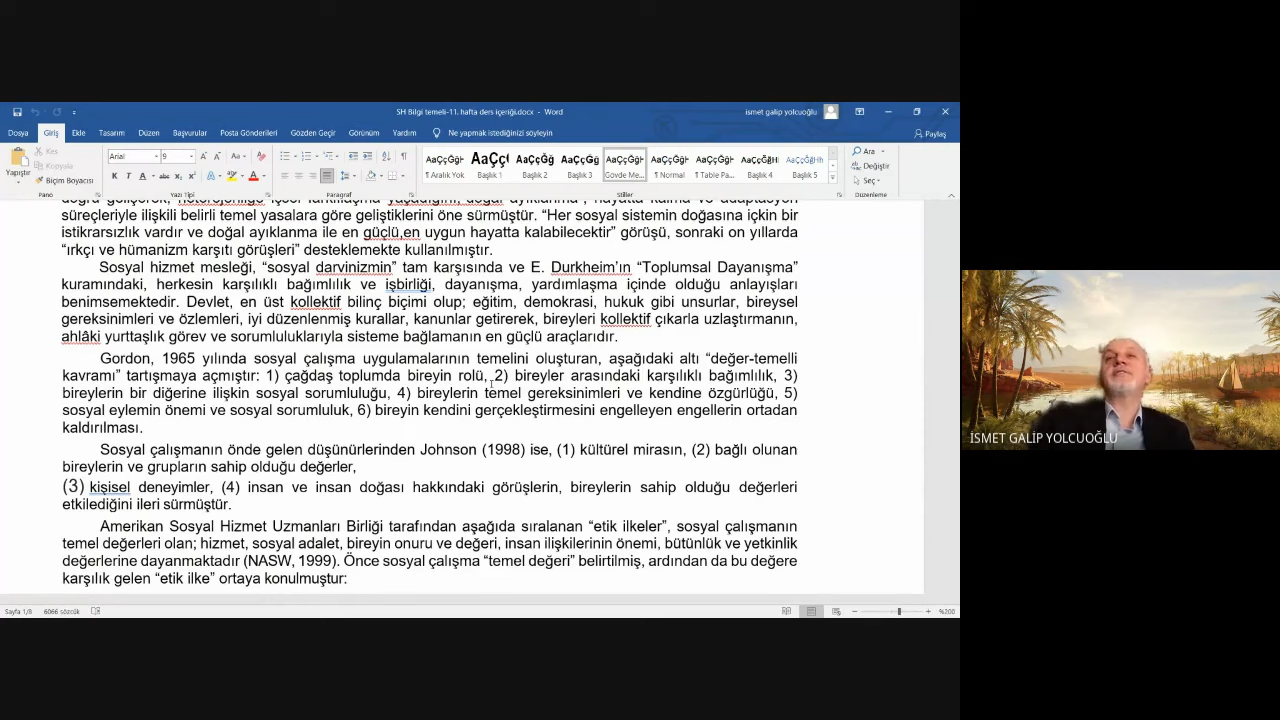 SH Bilgi temeli-11. hafta ders içeriği.docx - Word
ismet galip yolcuoğlu
Dosya Giriş Ekle Tasarım Düzen Başvurular Posta Gönderileri Gözden Geçir Görünüm Yardım Ne yapmak istediğinizi söyleyin Paylaş
Yapıştır
Kes
Kopyala
Biçim Boyacısı
Arial 9
AaÇçĞğHh ¶ Aralık Yok
Başlık 1
Başlık 2
Başlık 3
Govde Me...
¶ Normal
¶ Table Pa...
Başlık 4
Başlık 5
Ara
Değiştir
Seç
Pano Yazı Tipi Paragraf Stiller Düzenleme
süreçleriyle ilişkili belirli temel yasalara göre geliştiklerini öne sürmüştür. “Her sosyal sistemin doğasına içkin bir
istikrarsızlık vardır ve doğal ayıklanma ile en güçlü,en uygun hayatta kalabilecektir” görüşü, sonraki on yıllarda
“ırkçı ve hümanizm karşıtı görüşleri” desteklemekte kullanılmıştır.
Sosyal hizmet mesleği, “sosyal darvinizmin” tam karşısında ve E. Durkheim’ın “Toplumsal Dayanışma”
kuramındaki, herkesin karşılıklı bağımlılık ve işbirliği, dayanışma, yardımlaşma içinde olduğu anlayışları
benimsemektedir. Devlet, en üst kollektif bilinç biçimi olup; eğitim, demokrasi, hukuk gibi unsurlar, bireysel
gereksinimleri ve özlemleri, iyi düzenlenmiş kurallar, kanunlar getirerek, bireyleri kollektif çıkarla uzlaştırmanın,
ahlâki yurttaşlık görev ve sorumluluklarıyla sisteme bağlamanın en güçlü araçlarıdır.
Gordon, 1965 yılında sosyal çalışma uygulamalarının temelini oluşturan, aşağıdaki altı “değer-temelli
kavramı” tartışmaya açmıştır: 1) çağdaş toplumda bireyin rolü, 2) bireyler arasındaki karşılıklı bağımlılık, 3)
bireylerin bir diğerine ilişkin sosyal sorumluluğu, 4) bireylerin temel gereksinimleri ve kendine özgürlüğü, 5)
sosyal eylemin önemi ve sosyal sorumluluk, 6) bireyin kendini gerçekleştirmesini engelleyen engellerin ortadan
kaldırılması.
Sosyal çalışmanın önde gelen düşünürlerinden Johnson (1998) ise, (1) kültürel mirasın, (2) bağlı olunan
bireylerin ve grupların sahip olduğu değerler,
(3) kişisel deneyimler, (4) insan ve insan doğası hakkındaki görüşlerin, bireylerin sahip olduğu değerleri
etkilediğini ileri sürmüştür.
Amerikan Sosyal Hizmet Uzmanları Birliği tarafından aşağıda sıralanan “etik ilkeler”, sosyal çalışmanın
temel değerleri olan; hizmet, sosyal adalet, bireyin onuru ve değeri, insan ilişkilerinin önemi, bütünlük ve yetkinlik
değerlerine dayanmaktadır (NASW, 1999). Önce sosyal çalışma “temel değeri” belirtilmiş, ardından da bu değere
karşılık gelen “etik ilke” ortaya konulmuştur:
Sayfa 1/8 6066 sözcük %200
İSMET GALİP YOLCUOĞLU